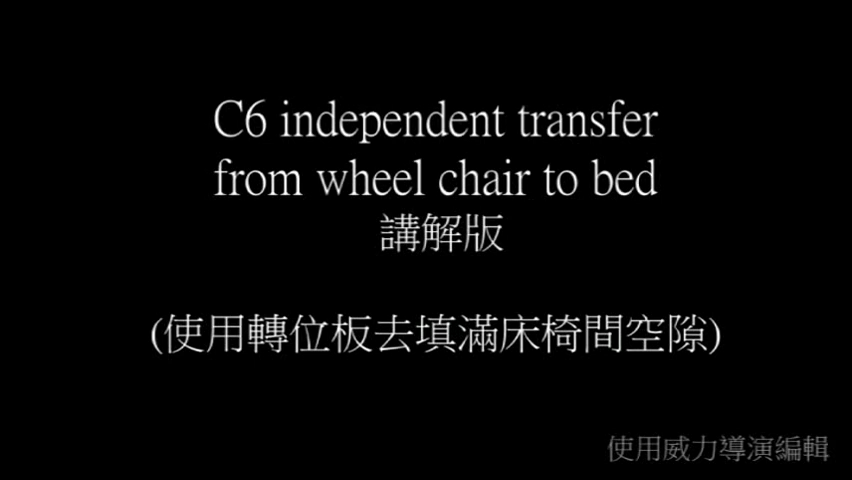 C6 independent transfer
from wheel chair to bed
講解版
(使用轉位板去填滿床椅間空隙)
使用威力導演編輯